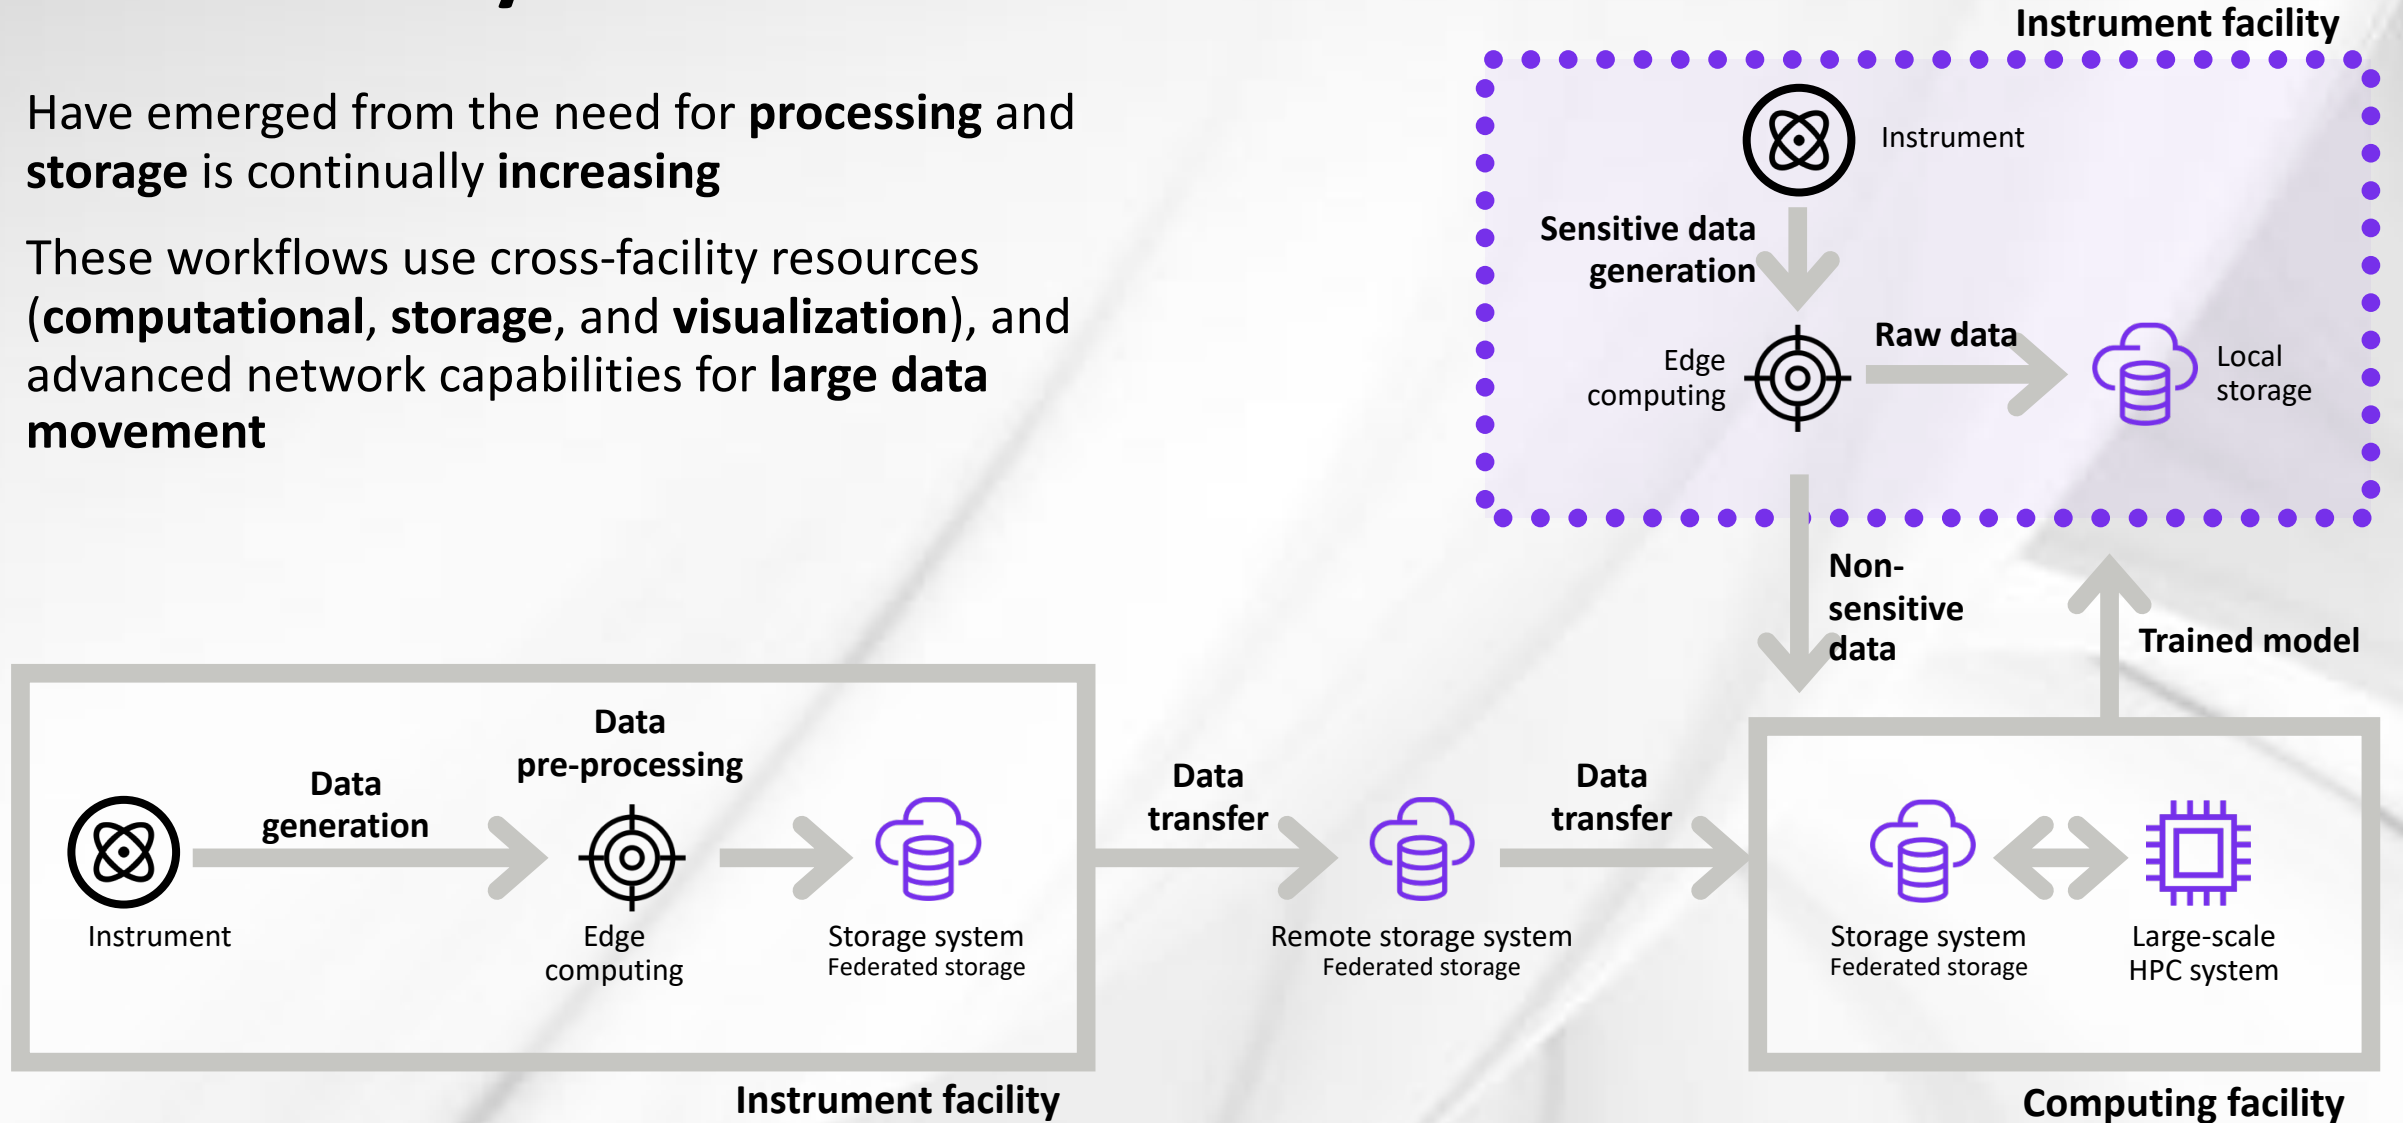 Have emerged from the need for processing and
storage is continually increasing
These workflows use cross-facility resources
(computational, storage, and visualization), and
advanced network capabilities for large data
movement
Instrument facility
Instrument
Sensitive data
generation
Edge
computing
Raw data
Local
storage
Non-
sensitive
data
Trained model
Data
generation
Data
pre-processing
Instrument
Edge
computing
Storage system
Federated storage
Instrument facility
Data
transfer
Remote storage system
Federated storage
Data
transfer
Storage system
Federated storage
Large-scale
HPC system
Computing facility